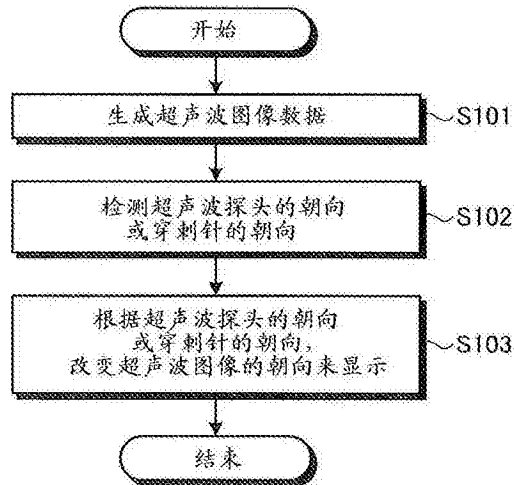 开始
生成超声波图像数据
S101
检测超声波探头的朝向
或穿刺针的朝向
S102
根据超声波探头的朝向
或穿刺针的朝向，
改变超声波图像的朝向来显示
S103
结束